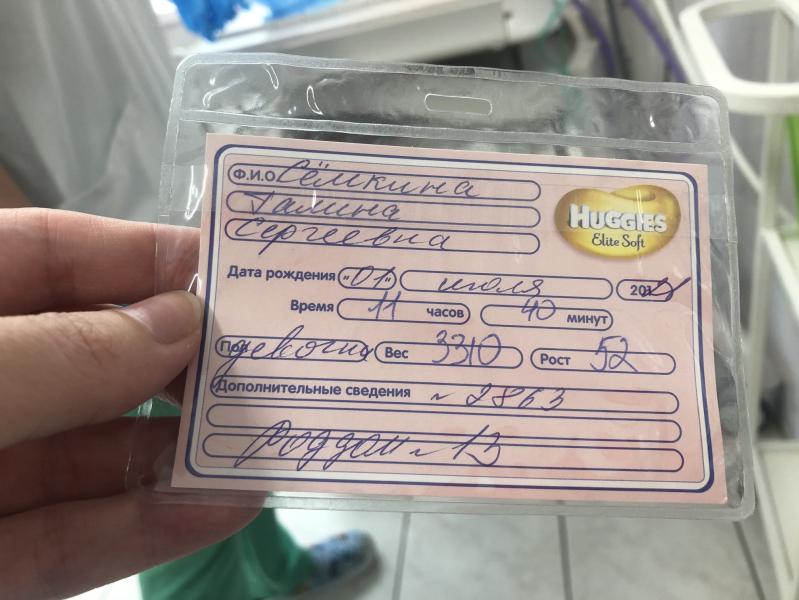 Ф.И.О Сёмкина
Галина
Сергеевна
HUGGIES
Elite Soft
Дата рождения "01" июля
Время 11 часов 40 минут
Пол девочка Вес 3310 Рост 52
Дополнительные сведения № 2863
Роддом № 13